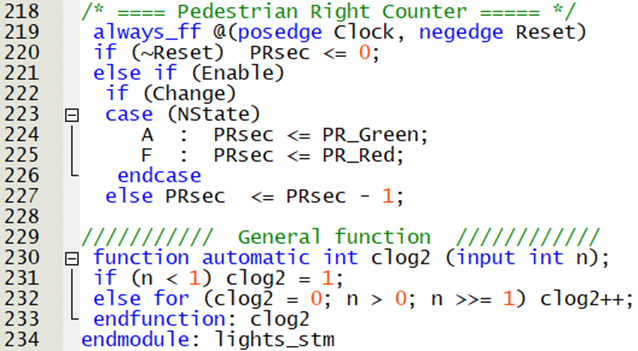 218 /* ==== Pedestrian Right Counter ===== */
219 always_ff @(posedge Clock, negedge Reset)
220 if (~Reset) PRsec <= 0;
221 else if (Enable)
222 if (Change)
223 case (NState)
224 A : PRsec <= PR_Green;
225 F : PRsec <= PR_Red;
226 endcase
227 else PRsec <= PRsec - 1;
228
229 /////////// General function ////////////
230 function automatic int clog2 (input int n);
231 if (n < 1) clog2 = 1;
232 else for (clog2 = 0; n > 0; n >>= 1) clog2++;
233 endfunction: clog2
234 endmodule: lights_stm